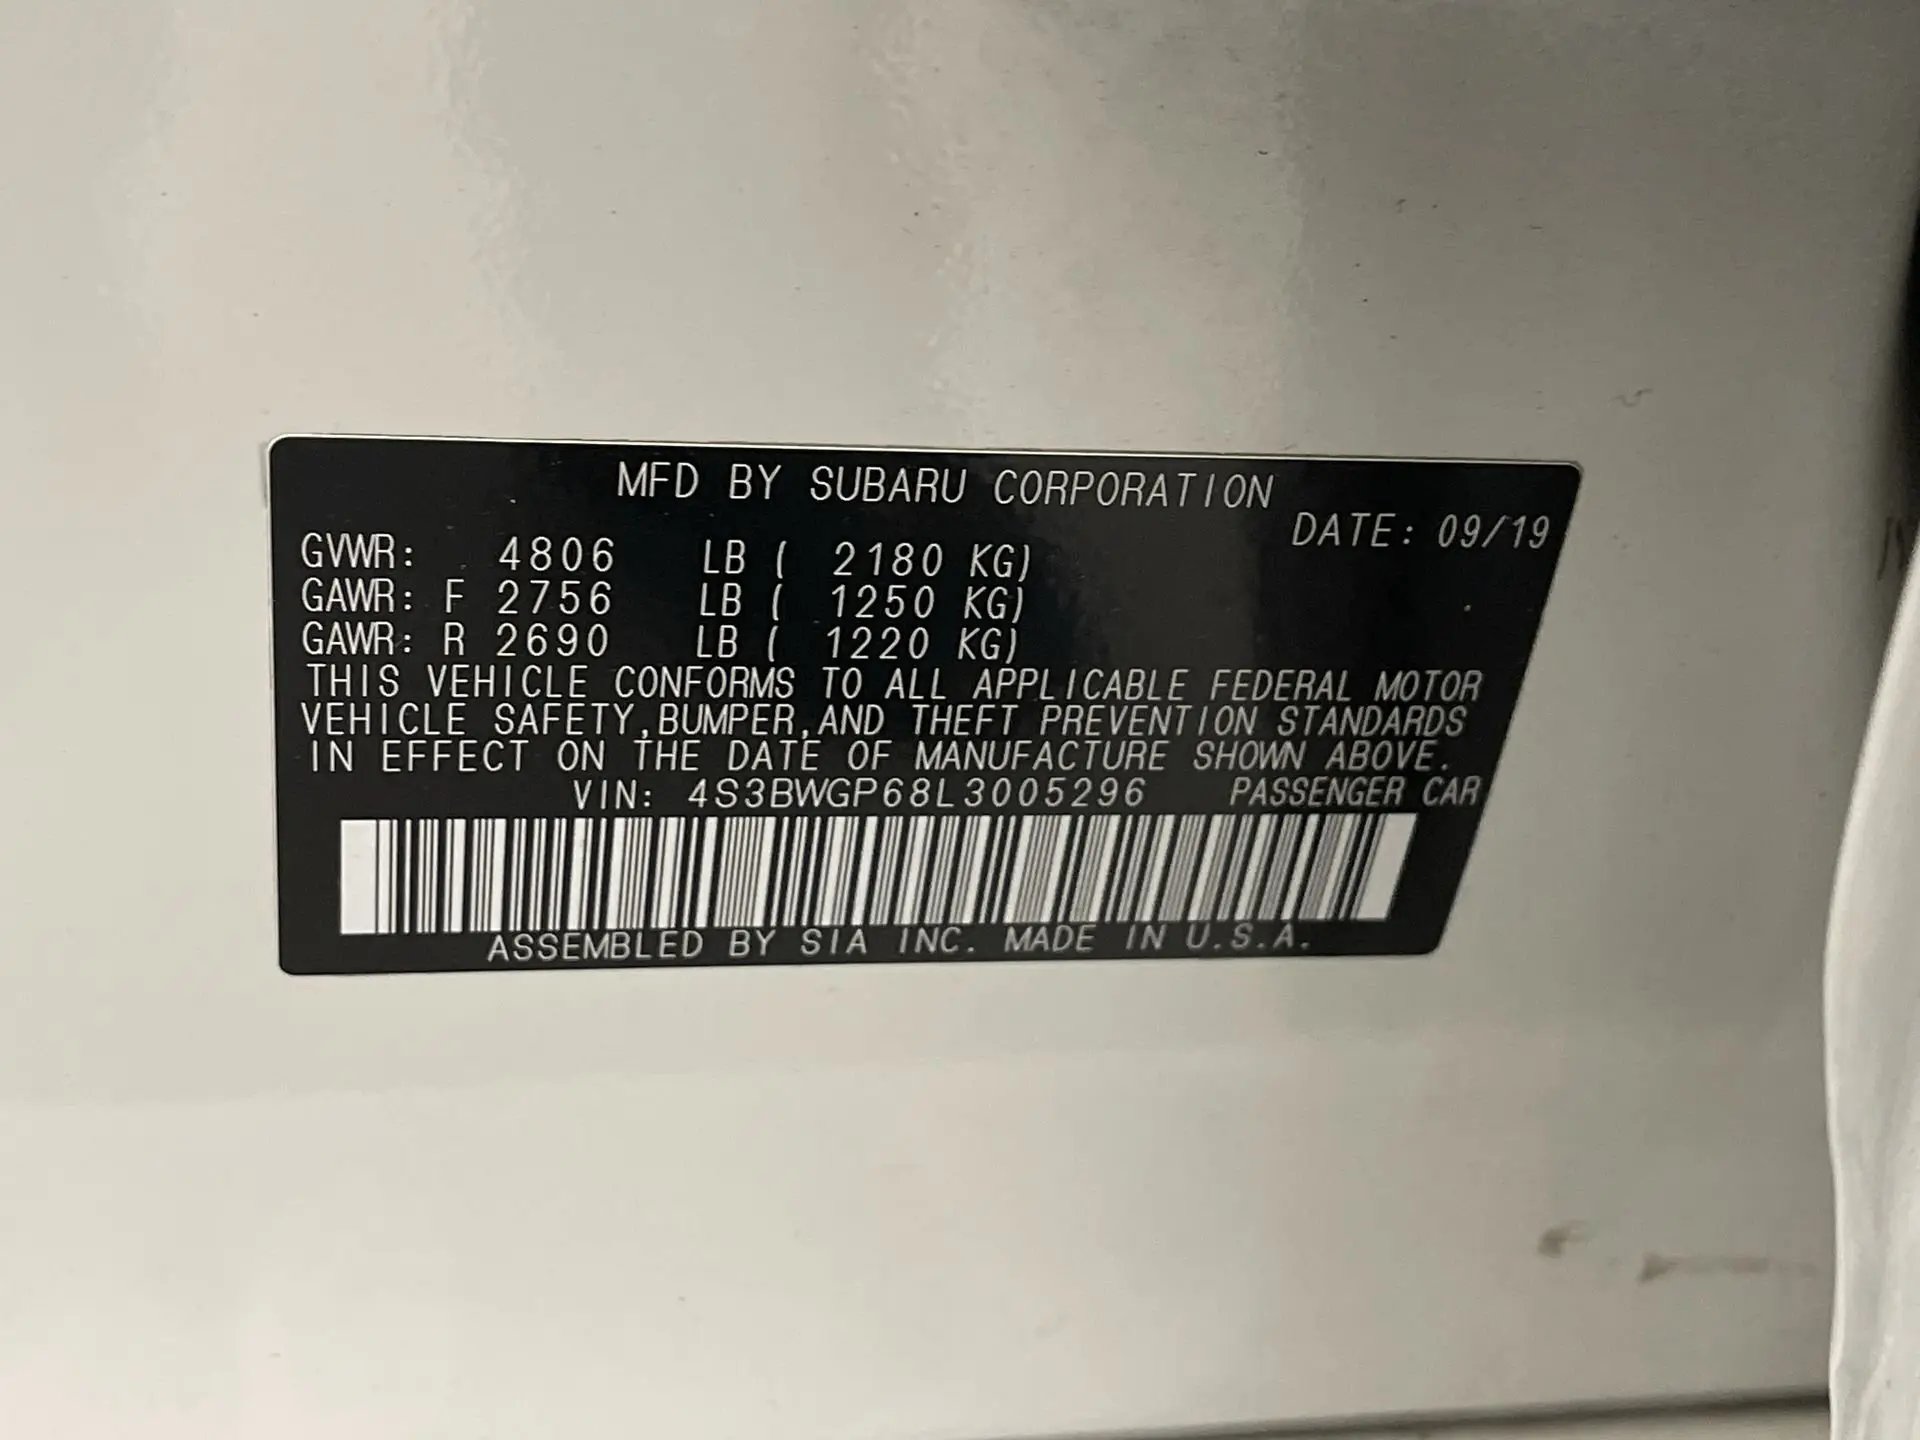 MFD BY SUBARU CORPORATION
DATE: 09/19
GVWR: 4806 LB ( 2180 KG)
GAWR: F 2756 LB ( 1250 KG)
GAWR: R 2690 LB ( 1220 KG)
THIS VEHICLE CONFORMS TO ALL APPLICABLE FEDERAL MOTOR
VEHICLE SAFETY,BUMPER,AND THEFT PREVENTION STANDARDS
IN EFFECT ON THE DATE OF MANUFACTURE SHOWN ABOVE.
VIN: 4S3BWGP68L3005296 PASSENGER CAR
ASSEMBLED BY SIA INC. MADE IN U.S.A.